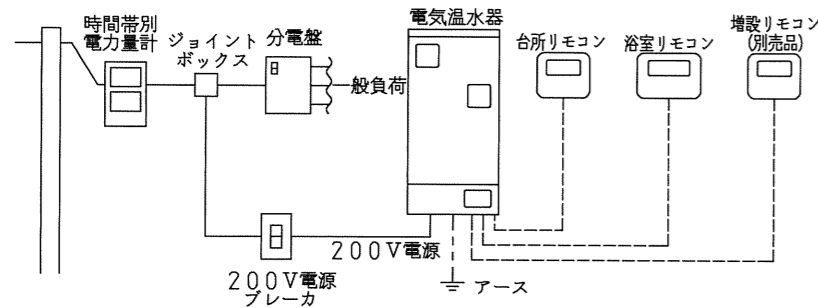 時間帯別
電力量計
ジョイント
ボックス
分電盤
一般負荷
電気温水器
台所リモコン
浴室リモコン
増設リモコン
(別売品)
200V電源
200V電源
ブレーカ
アース